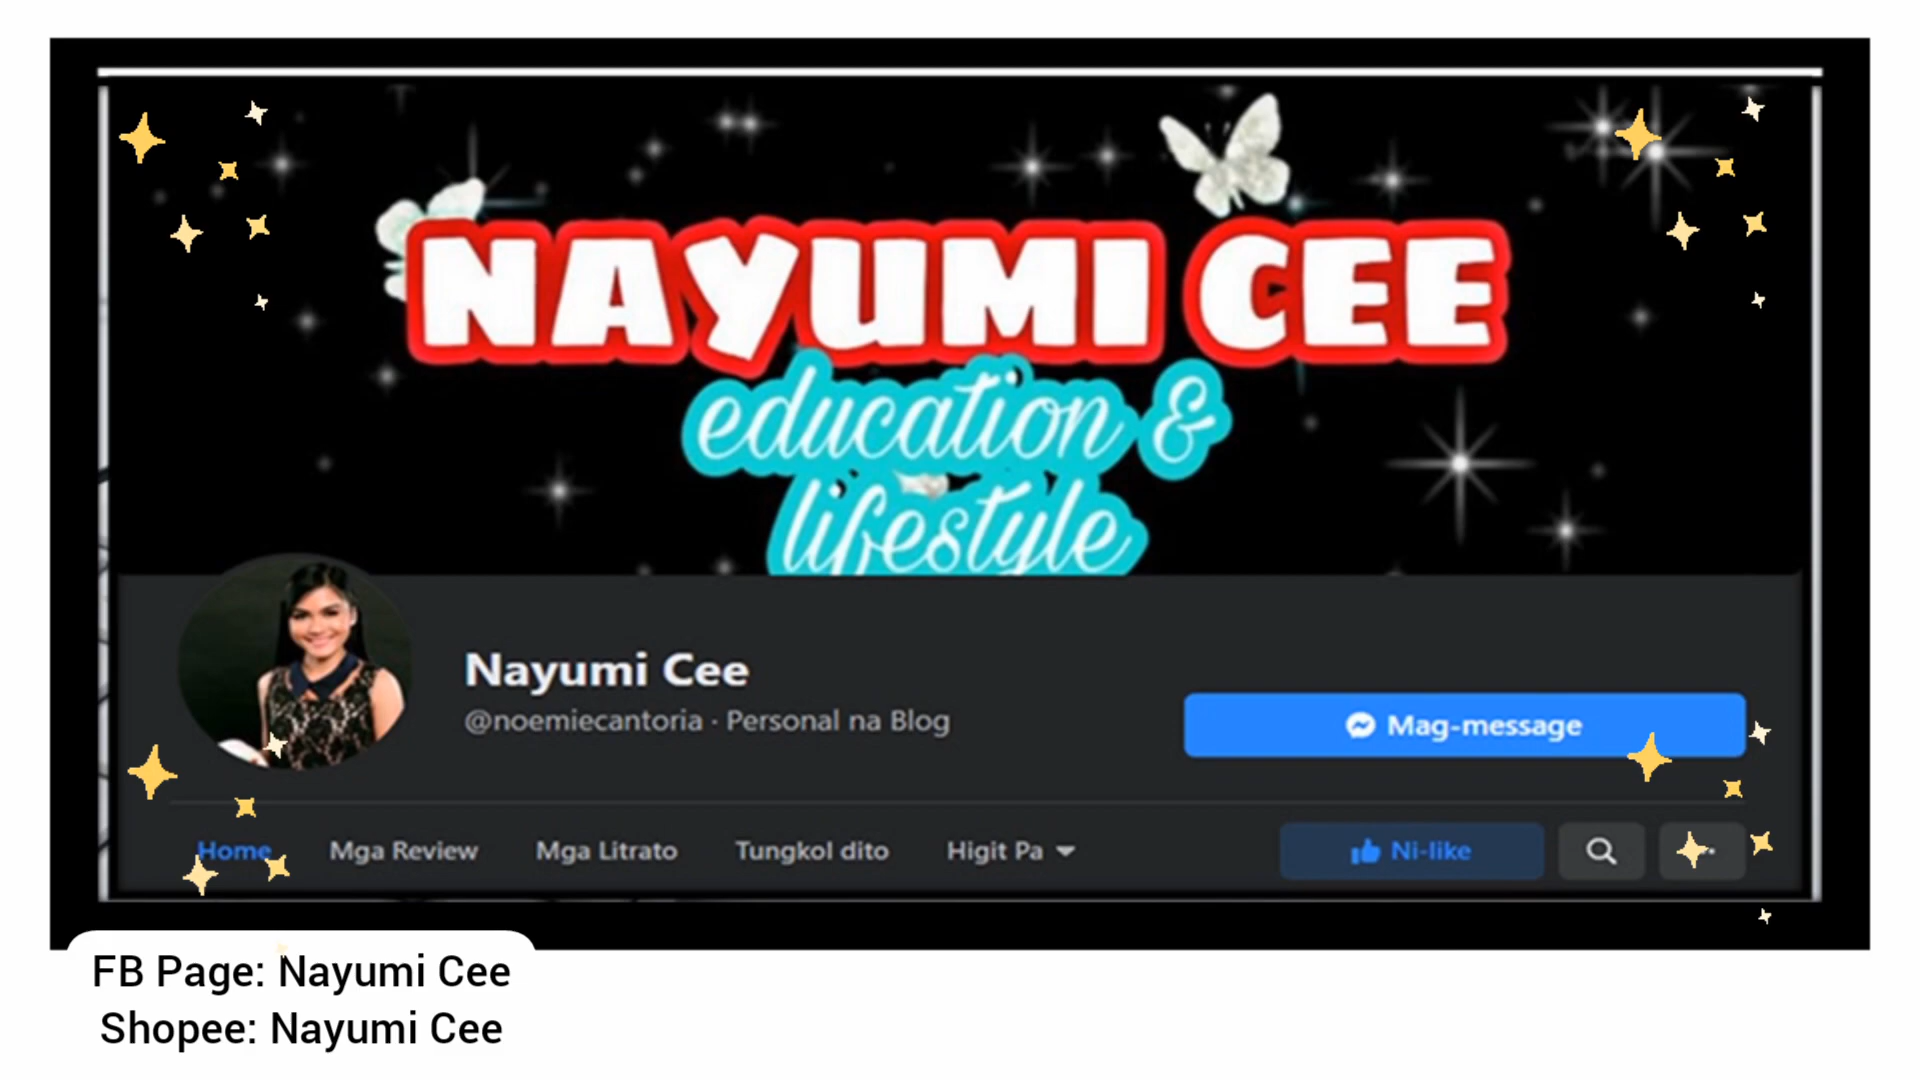 NAYUMI CEE
education &
lifestyle
Nayumi Cee
@noemiecantoria · Personal na Blog
Mag-message
Home Mga Review Mga Litrato Tungkol dito Higit Pa Ni-like
FB Page: Nayumi Cee
Shopee: Nayumi Cee